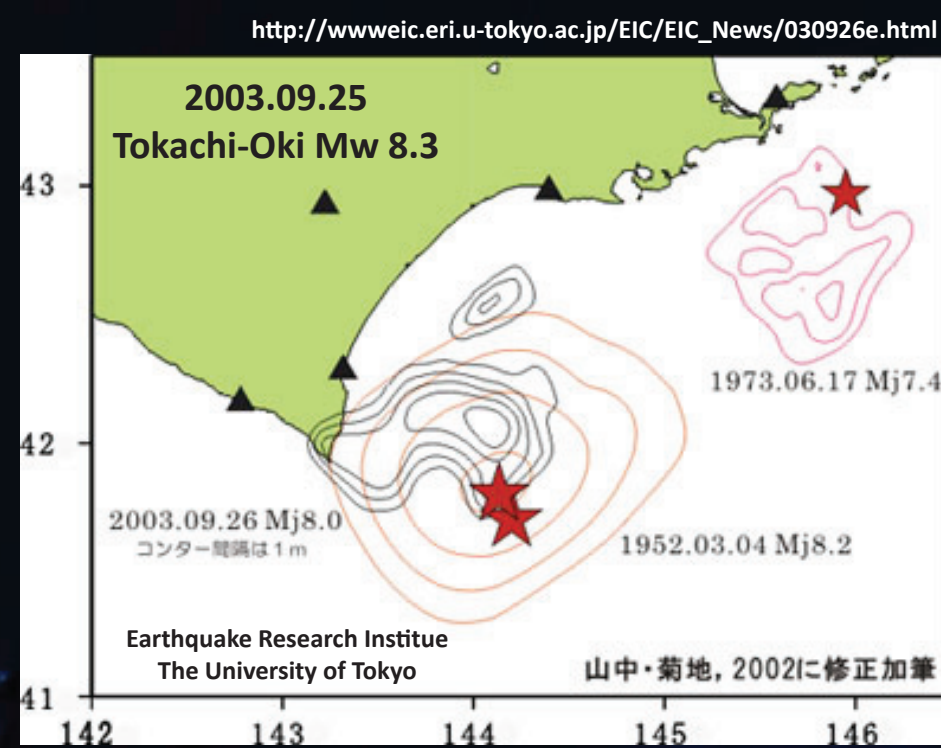 http://wwweic.eri.u-tokyo.ac.jp/EIC/EIC_News/030926e.html
2003.09.25
Tokachi-Oki Mw 8.3
43
1973.06.17 Mj7.4
42
2003.09.26 Mj8.0
コンター間隔は1m
1952.03.04 Mj8.2
Earthquake Research Institue
The University of Tokyo
山中・菊地, 2002に修正加筆
41
142 143 144 145 146